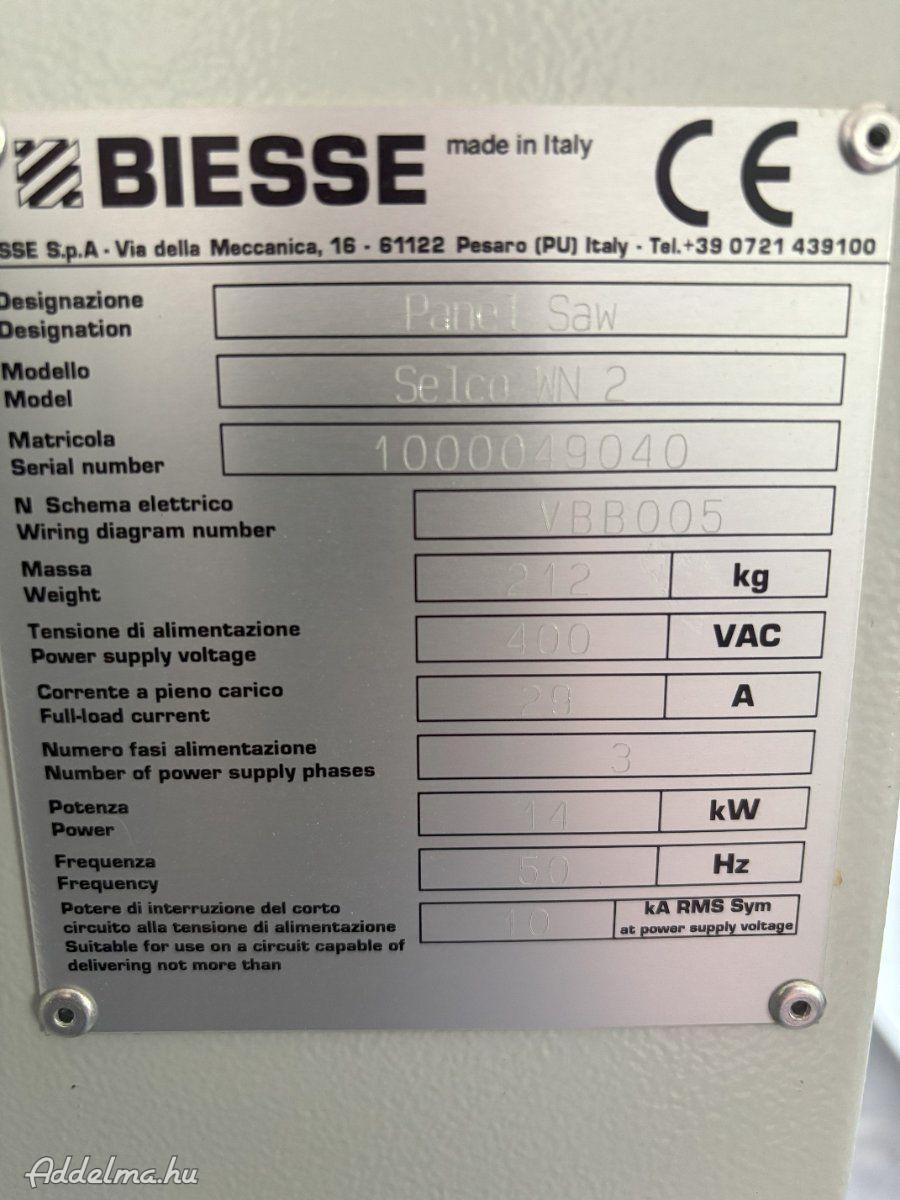 BIESSE made in Italy CE
SSE S.p.A - Via della Meccanica, 16 - 61122 Pesaro (PU) Italy - Tel.+39 0721 439100
Designazione
Designation
Panel Saw
Modello
Model
Selco WN 2
Matricola
Serial number
1000049040
N Schema elettrico
Wiring diagram number
VBB005
Massa
Weight
212 kg
Tensione di alimentazione
Power supply voltage
400 VAC
Corrente a pieno carico
Full-load current
29 A
Numero fasi alimentazione
Number of power supply phases
3
Potenza
Power
14 kW
Frequenza
Frequency
50 Hz
Potere di interruzione del corto
circuito alla tensione di alimentazione
Suitable for use on a circuit capable of
delivering not more than
10 kA RMS Sym
at power supply voltage
Addelma.hu